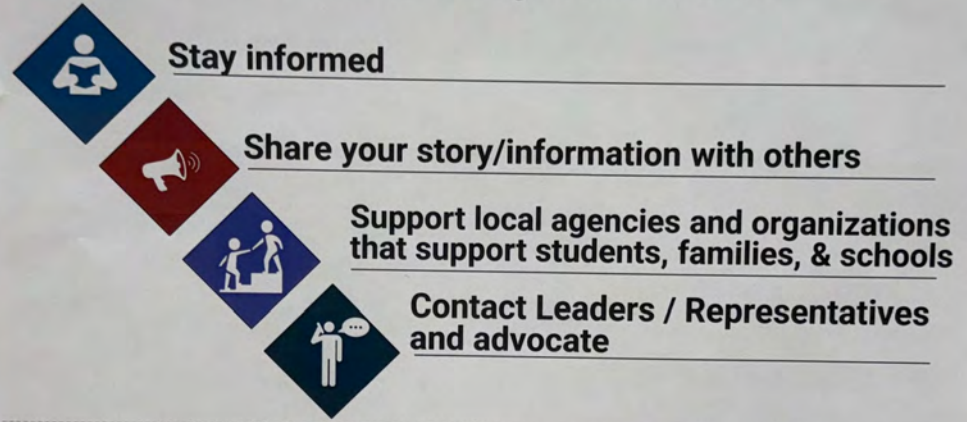 Stay informed
Share your story/information with others
Support local agencies and organizations
that support students, families, & schools
Contact Leaders / Representatives
and advocate